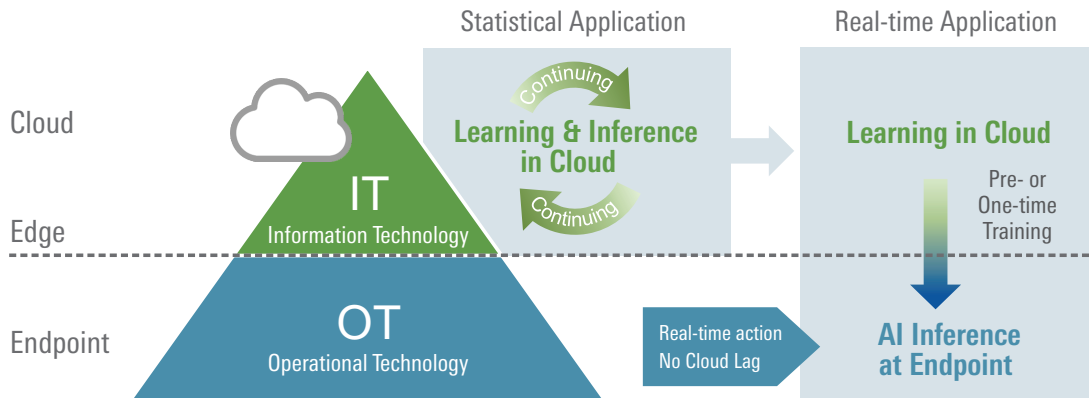 Statistical Application
Real-time Application
Cloud
Continuing
Learning & Inference
in Cloud
Continuing
Learning in Cloud
Pre- or
One-time
Training
IT
Information Technology
Edge
OT
Operational Technology
Endpoint
Real-time action
No Cloud Lag
AI Inference
at Endpoint